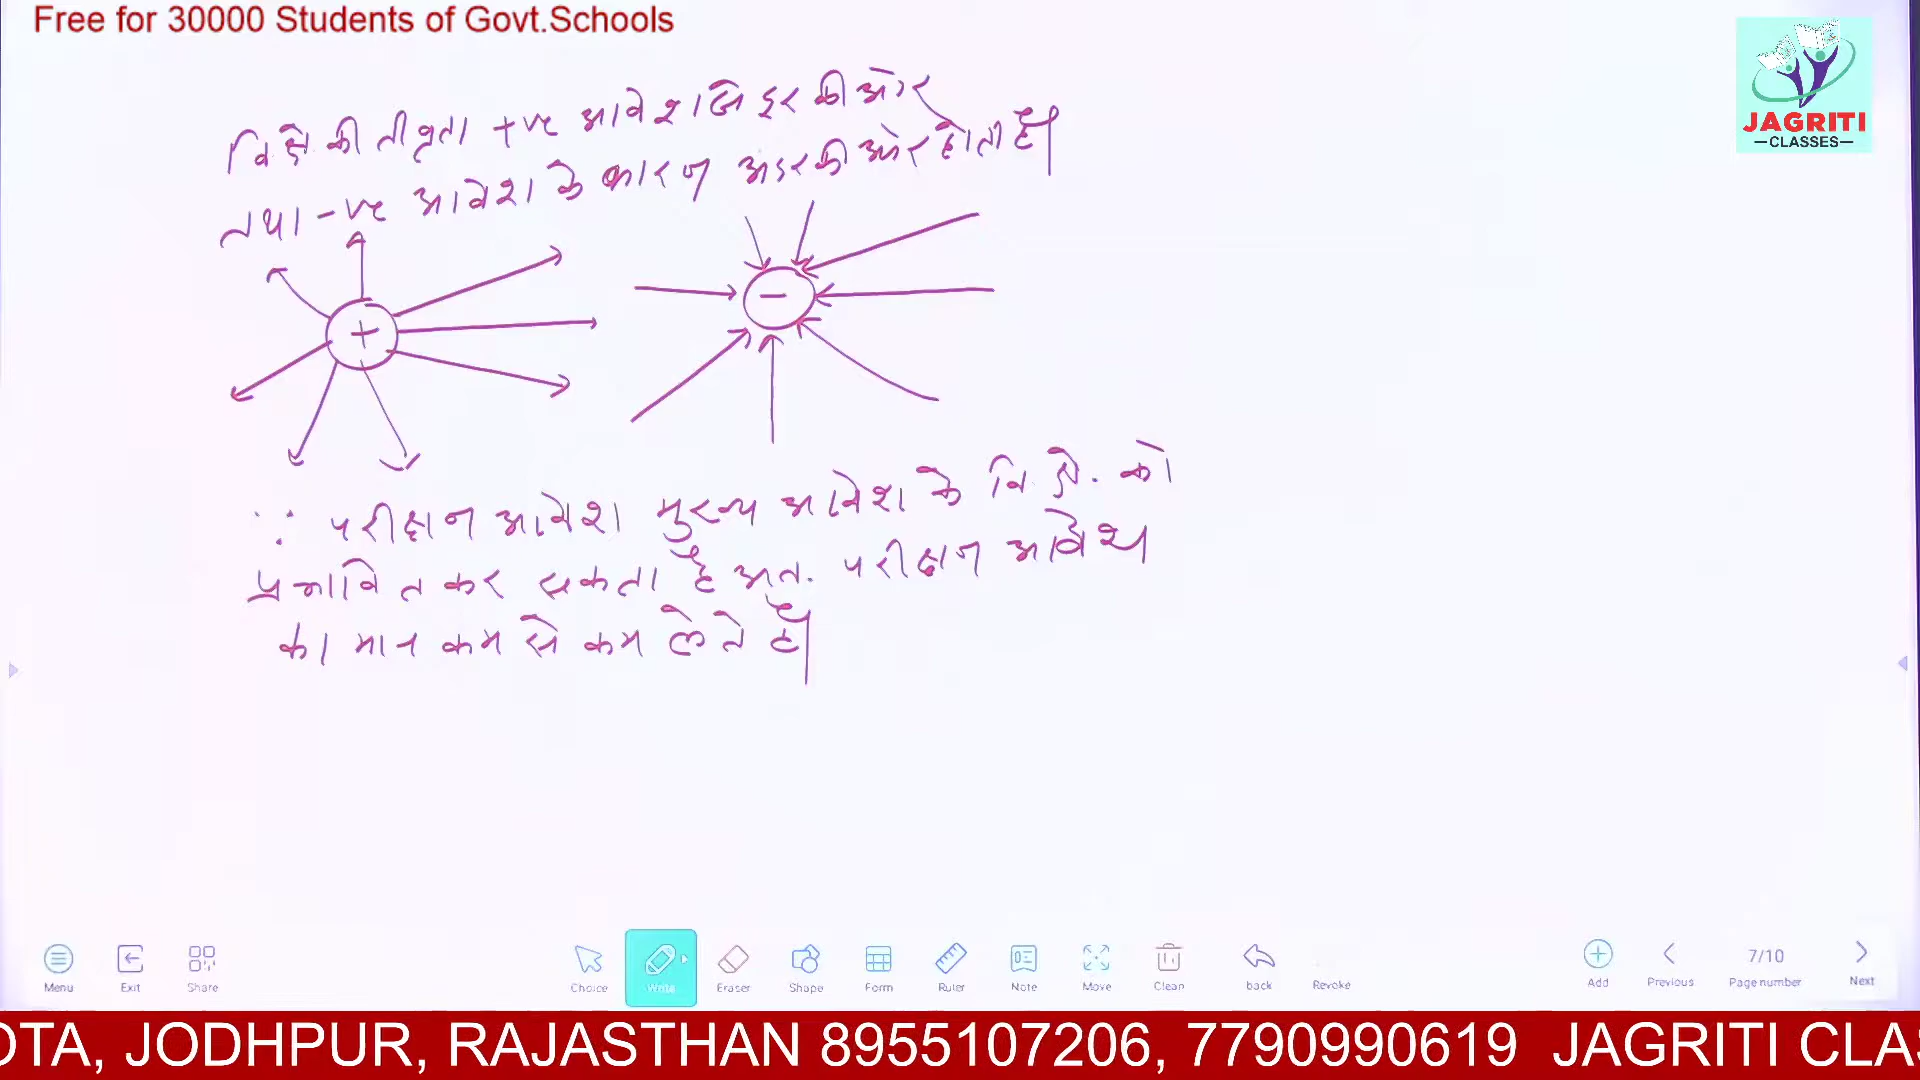 Free for 30000 Students of Govt.Schools
JAGRITI
CLASSES
वि क्षे. की तीव्रता +ve आवेश से दूर की ओर
तथा -ve आवेश के कारण अंदर की ओर होती है।
+
−
∵ परीक्षण आवेश मुख्य आवेश के वि. क्षे. को
प्रभावित कर सकता है अतः परीक्षण आवेश
का मान कम से कम लेते है।
Menu Exit Share Choice Write Eraser Shape Form Ruler Note Move Clean back Revoke Add Previous 7/10 Page number Next
OTA, JODHPUR, RAJASTHAN 8955107206, 7790990619 JAGRITI CLAS